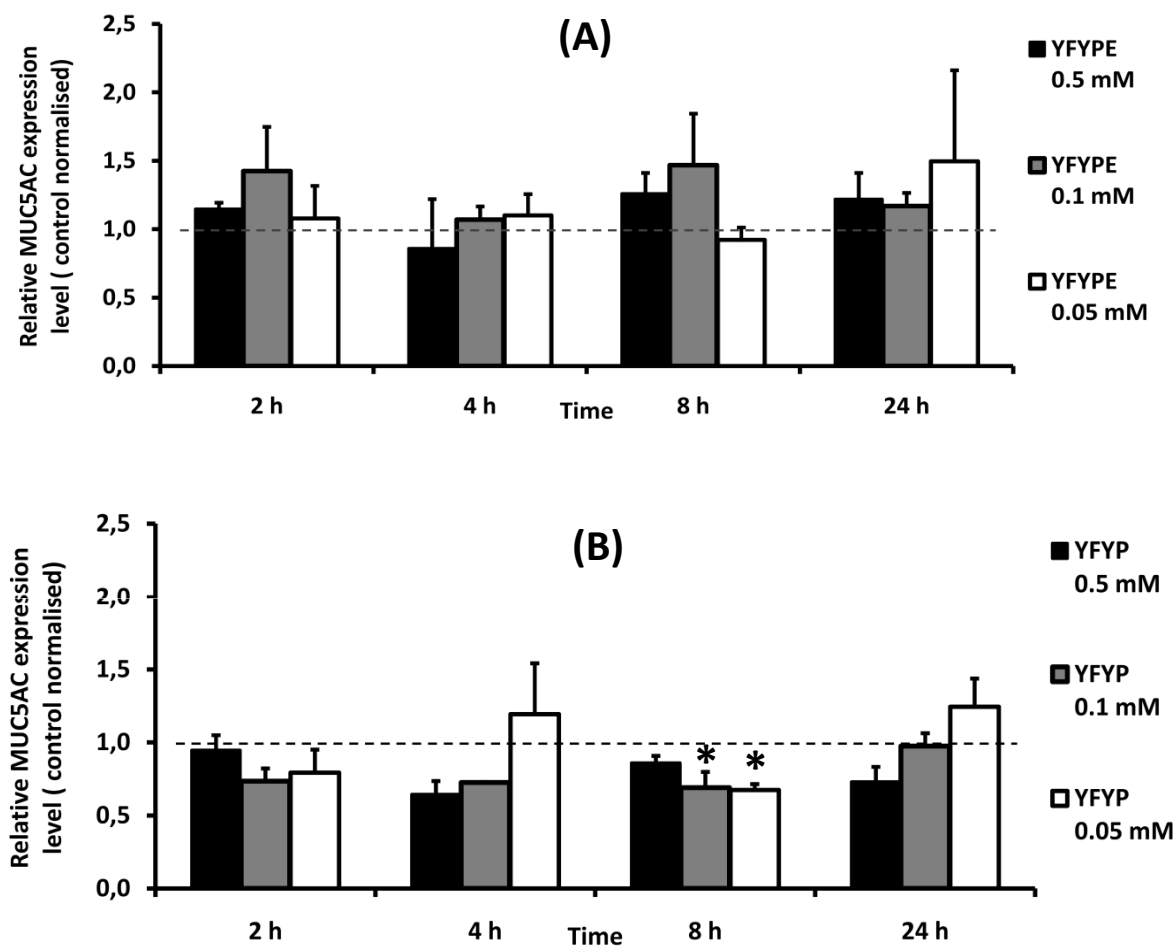 (A)
Relative MUC5AC expression
level ( control normalised)
2,5
2,0
1,5
1,0
0,5
0,0
2 h
4 h
Time
8 h
24 h
YFYPE
0.5 mM
YFYPE
0.1 mM
YFYPE
0.05 mM
(B)
Relative MUC5AC expression
level ( control normalised)
2,5
2,0
1,5
1,0
0,5
0,0
*
*
2 h
4 h
Time
8 h
24 h
YFYP
0.5 mM
YFYP
0.1 mM
YFYP
0.05 mM